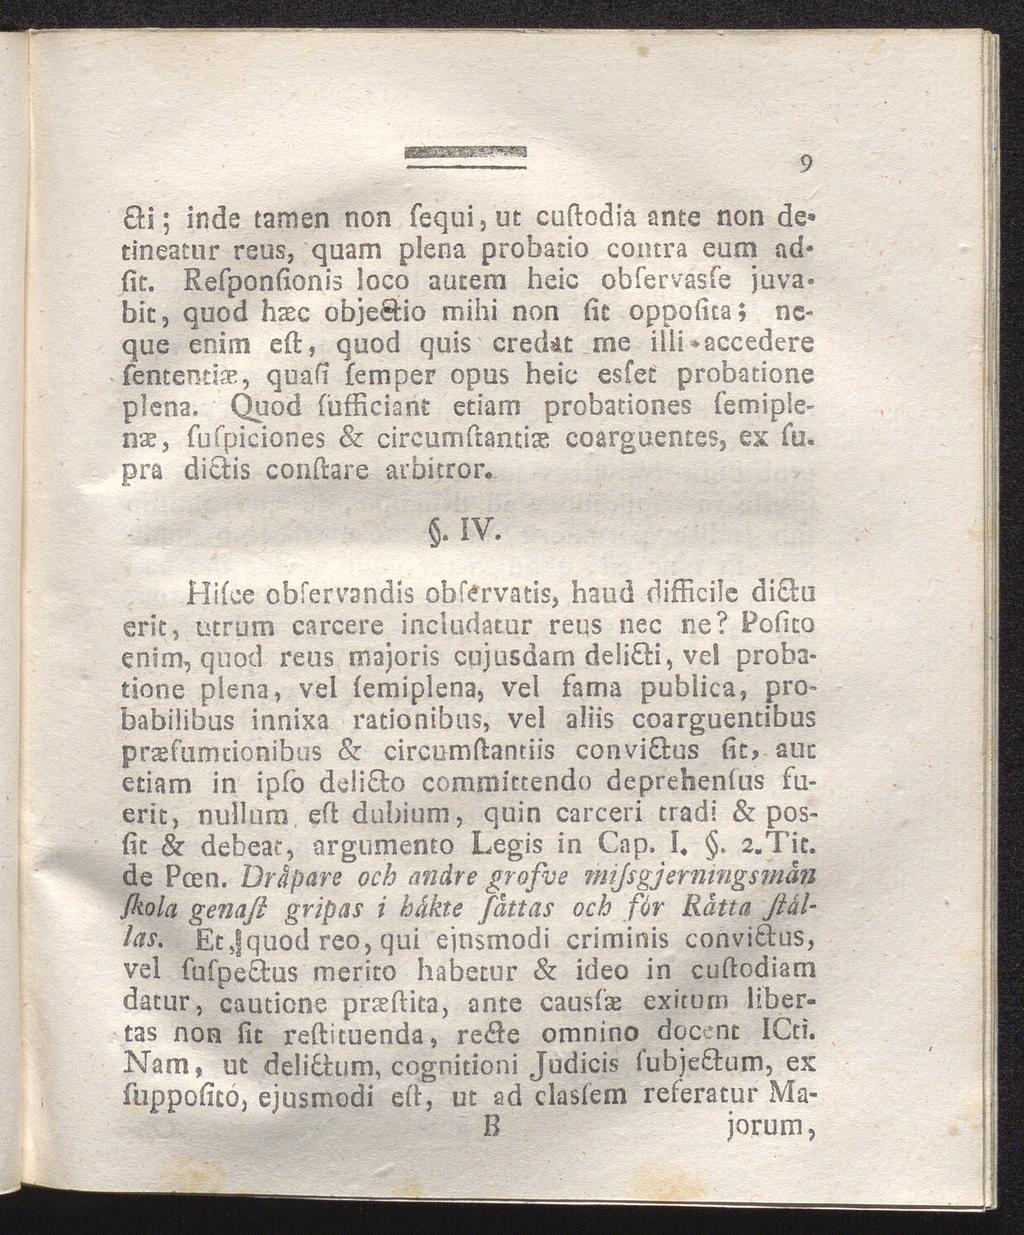 9
cti; inde tamen non ſequi, ut cuſtodia ante non de-
tineatur reus, quam plena probatio contra eum ad-
ſit. Reſponſionis loco autem heic obſervasſe juva-
bit, quod hæc objectio mihi non ſit oppoſita; ne-
que enim eſt, quod quis credat me illi accedere
ſententiæ, quaſi ſemper opus heic esſet probatione
plena. Quod ſufficiant etiam probationes ſemiple-
næ, ſuſpiciones & circumſtantiæ coarguentes, ex ſu-
pra dictis conſtare arbitror.
§. IV.
Hiſce obſervandis obſervatis, haud difficile dictu
erit, utrum carcere includatur reus nec ne? Poſito
enim, quod reus majoris cujusdam delicti, vel proba-
tione plena, vel ſemiplena, vel fama publica, pro-
babilibus innixa rationibus, vel aliis coarguentibus
præſumtionibus & circumſtantiis convictus ſit, aut
etiam in ipſo delicto committendo deprehenſus fu-
erit, nullum eſt dubium, quin carceri tradi & pos-
ſit & debeat, argumento Legis in Cap. I. §. 2. Tit.
de Pœn. Dråpare och andre grofve miſsgjerningsmån
ſkola genaſt gripas i håkte ſåttas och fór Råtta ſtål-
las. Et, quod reo, qui ejusmodi criminis convictus,
vel ſuſpectus merito habetur & ideo in cuſtodiam
datur, cautione præſtita, ante causſæ exitum liber-
tas non ſit reſtituenda, recte omnino docent ICti.
Nam, ut delictum, cognitioni Judicis ſubjectum, ex
ſuppoſito, ejusmodi eſt, ut ad clasſem referatur Ma-
B jorum,